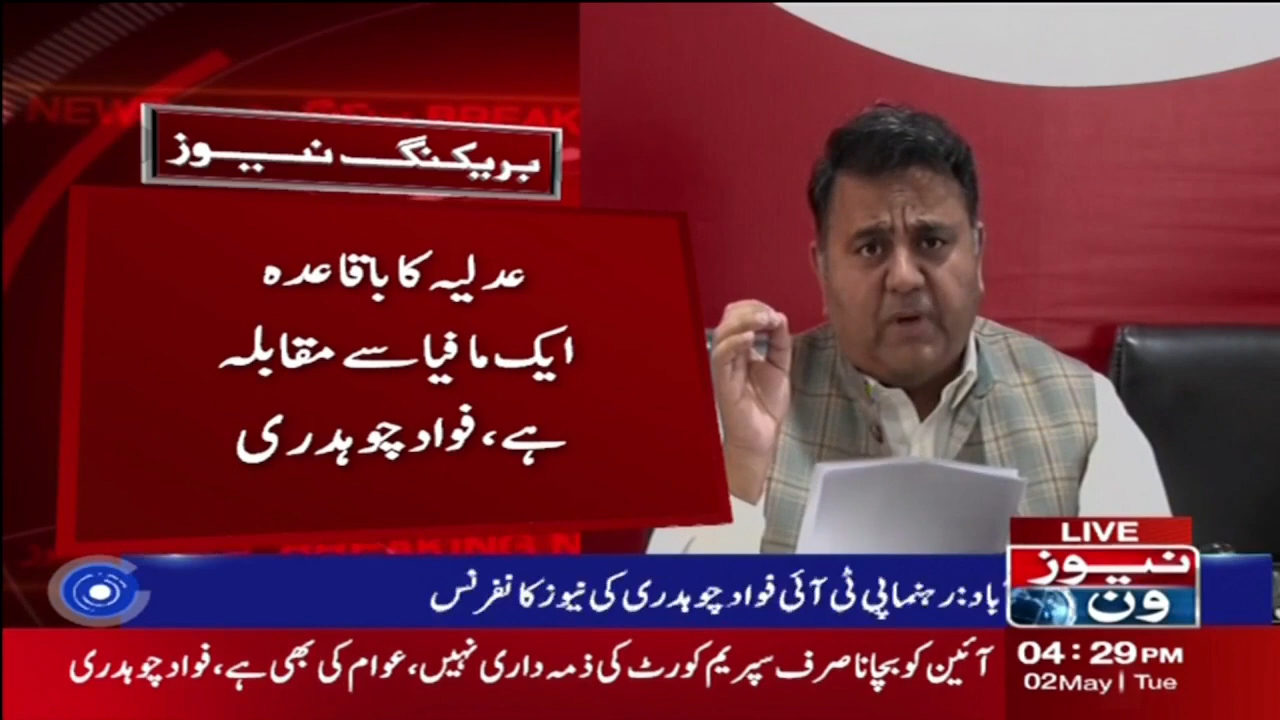 بریکنگ نیوز
عدلیہ کا باقاعدہ
ایک مافیا سے مقابلہ
ہے، فواد چوہدری
رہنما پی ٹی آئی فواد چوہدری کی نیوز کانفرنس
آئین کو بچانا صرف سپریم کورٹ کی ذمہ داری نہیں، عوام کی بھی ہے، فواد چوہدری
LIVE
نیوز
ون
04:29PM
02May | Tue